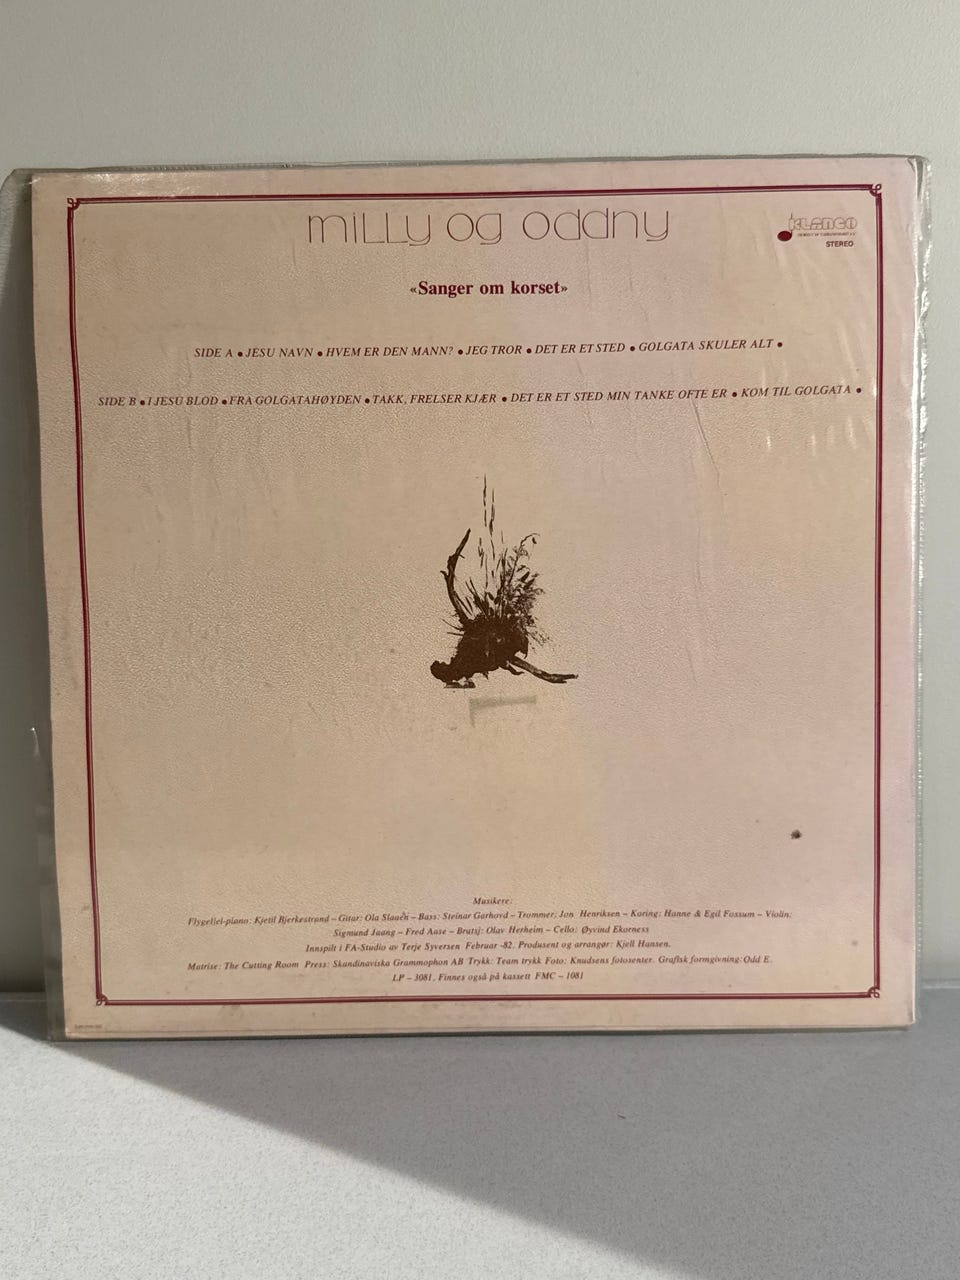 milly og oddny
KLANGO
STEREO
«Sanger om korset»
SIDE A • JESU NAVN • HVEM ER DEN MANN? • JEG TROR • DET ER ET STED • GOLGATA SKULER ALT •
SIDE B • I JESU BLOD • FRA GOLGATAHØYDEN • TAKK, FRELSER KJÆR • DET ER ET STED MIN TANKE OFTE ER • KOM TIL GOLGATA •
Musikere:
Flygel/el-piano: Kjetil Bjerkestrand – Gitar: Ola Slaaen – Bass: Steinar Garhovd – Trommer: Jon Henriksen – Koring: Hanne & Egil Fossum – Violin:
Sigmund Jaang – Fred Aase – Bratsj: Olav Herheim – Cello: Øyvind Ekorness
Innspilt i FA-Studio av Terje Syversen Februar -82. Produsent og arrangør: Kjell Hansen.
Matrise: The Cutting Room Press: Skandinaviska Grammophon AB Trykk: Team trykk Foto: Knudsens fotosenter. Grafisk formgivning: Odd E.
LP – 3081. Finnes også på kassett FMC – 1081